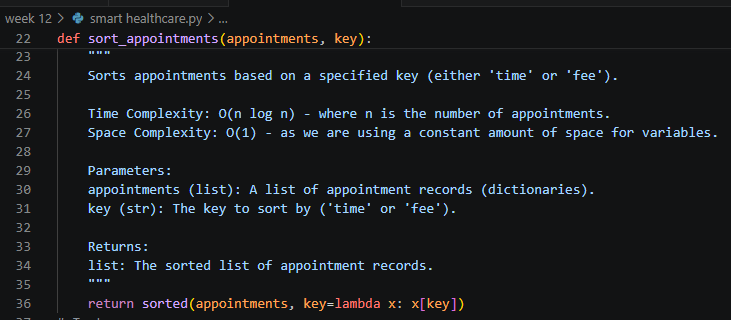 week 12 > smart healthcare.py > ...
22 def sort_appointments(appointments, key):
23 """
24 Sorts appointments based on a specified key (either 'time' or 'fee').
25
26 Time Complexity: O(n log n) - where n is the number of appointments.
27 Space Complexity: O(1) - as we are using a constant amount of space for variables.
28
29 Parameters:
30 appointments (list): A list of appointment records (dictionaries).
31 key (str): The key to sort by ('time' or 'fee').
32
33 Returns:
34 list: The sorted list of appointment records.
35 """
36 return sorted(appointments, key=lambda x: x[key])